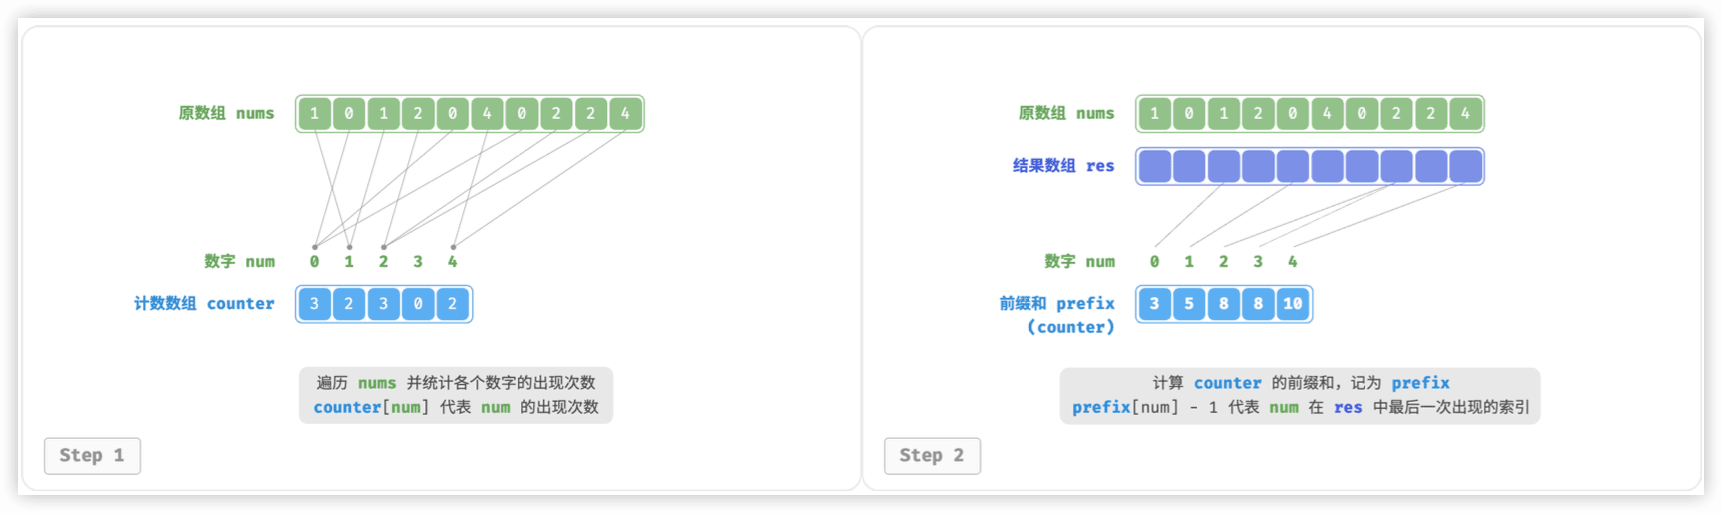 原数组 nums 1 0 1 2 0 4 0 2 2 4
数字 num 0 1 2 3 4
计数数组 counter 3 2 3 0 2
遍历 nums 并统计各个数字的出现次数
counter[num] 代表 num 的出现次数
Step 1
原数组 nums 1 0 1 2 0 4 0 2 2 4
结果数组 res
数字 num 0 1 2 3 4
前缀和 prefix 3 5 8 8 10
(counter)
计算 counter 的前缀和，记为 prefix
prefix[num] - 1 代表 num 在 res 中最后一次出现的索引
Step 2